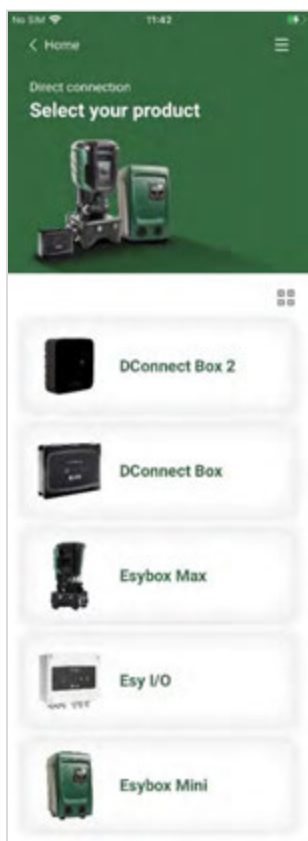 No SIM 11:42
Home
Direct connection
Select your product
DConnect Box 2
DConnect Box
Esybox Max
Esy I/O
Esybox Mini